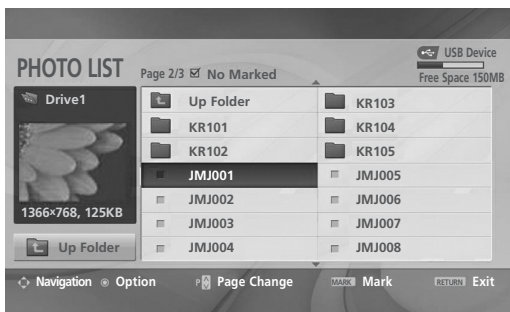 USB Device
PHOTO LIST
Page 2/3 No Marked
Free Space 150MB
Drive1
Up Folder KR103
KR101 KR104
KR102 KR105
JMJ001 JMJ005
JMJ002 JMJ006
1366×768, 125KB
JMJ003 JMJ007
Up Folder
JMJ004 JMJ008
Navigation Option P Page Change MARK Mark RETURN Exit